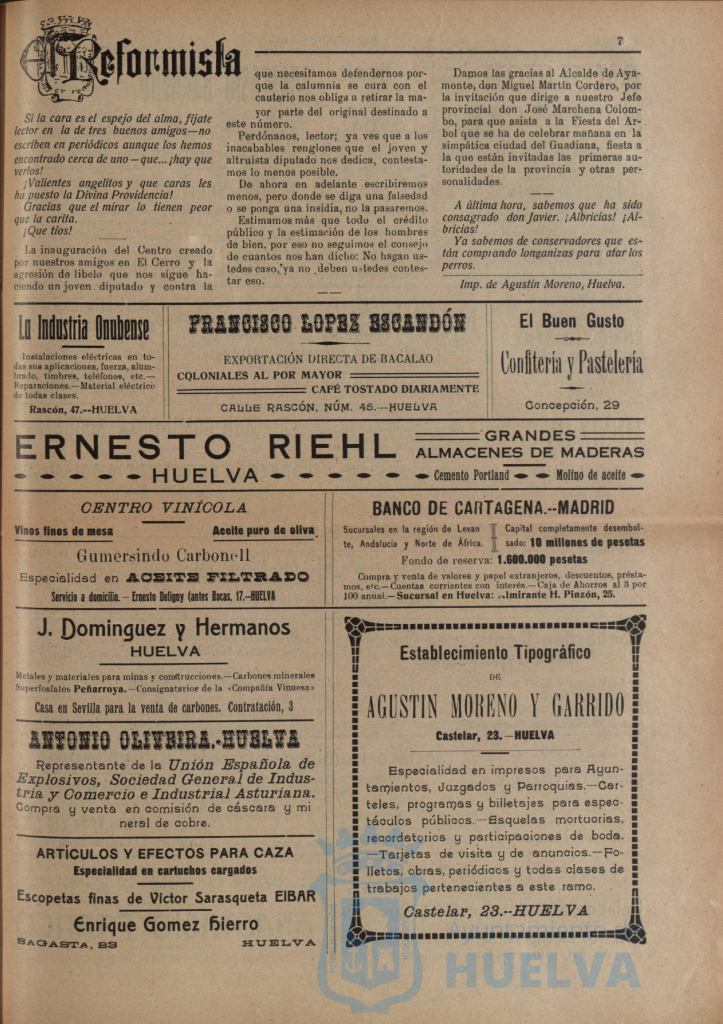 7
El Reformista
Si la cara es el espejo del alma, fíjate
lector en la de tres buenos amigos—no
escriben en periódicos aunque los hemos
encontrado cerca de uno—que... ¡hay que
verlos!
¡Valientes angelitos y que caras les
ha puesto la Divina Providencia!
Gracias que el mirar lo tienen peor
que la carita.
¡Que tíos!
La inauguración del Centro creado
por nuestros amigos en El Cerro y la
agresión de libelo que nos sigue ha-
ciendo un joven diputado y contra la
que necesitamos defendernos por-
que la calumnia se cura con el
cauterio nos obliga a retirar la ma-
yor parte del original destinado a
este número.
Perdónanos, lector; ya ves que a los
inacabables renglones que el joven y
altruista diputado nos dedica, contesta-
mos lo menos posible.
De ahora en adelante escribiremos
menos, pero donde se diga una falsedad
o se ponga una insidia, no la pasaremos.
Estimamos más que todo el crédito
público y la estimación de los hombres
de bien, por eso no seguimos el consejo
de cuantos nos han dicho: No hagan us-
tedes caso, ya no deben ustedes contes-
tar eso.
Damos las gracias al Alcalde de Aya-
monte, don Miguel Martín Cordero, por
la invitación que dirige a nuestro Jefe
provincial don José Marchena Colom-
bo, para que asista a la Fiesta del Ar-
bol que se ha de celebrar mañana en la
simpática ciudad del Guadiana, fiesta a
la que están invitadas las primeras auto-
ridades de la provincia y otras per-
sonalidades.
A última hora, sabemos que ha sido
consagrado don Javier. ¡Albricias! ¡Al-
bricias!
Ya sabemos de conservadores que es-
tán comprando longanizas para atar los
perros.
Imp. de Agustín Moreno, Huelva.
La Industria Onubense
Instalaciones eléctricas en to-
das sus aplicaciones, fuerza, alum-
brado, timbres, teléfonos, etc.—
Reparaciones.—Material eléctrico
de todas clases.
Rascón, 47.--HUELVA
FRANCISCO LOPEZ ESCANDÓN
EXPORTACIÓN DIRECTA DE BACALAO
COLONIALES AL POR MAYOR
CAFÉ TOSTADO DIARIAMENTE
CALLE RASCÓN, NÚM. 45.—HUELVA
El Buen Gusto
Confitería y Pastelería
Concepción, 29
ERNESTO RIEHL
HUELVA
GRANDES
ALMACENES DE MADERAS
Cemento Portland
Molino de aceite
CENTRO VINÍCOLA
Vinos finos de mesa Aceite puro de oliva
Gumersindo Carbonell
Especialidad en ACEITE FILTRADO
Servicio a domicilio. - Ernesto Deligny (antes Bocas, 17.--HUELVA
BANCO DE CARTAGENA.--MADRID
Sucursales en la región de Levan
te, Andalucía y Norte de África.
Capital completamente desembol-
sado: 10 millones de pesetas
Fondo de reserva: 1.600.000 pesetas
Compra y venta de valores y papel extranjeros, descuentos, présta-
mos, etc.—Cuentas corrientes con interés.—Caja de Ahorros al 3 por
100 anual.—Sucursal en Huelva: Almirante H. Pinzón, 25.
J. Dominguez y Hermanos
HUELVA
Metales y materiales para minas y construcciones.—Carbones minerales
Superfosfatos Peñarroya.—Consignatarios de la «Compañía Vinuesa»
Casa en Sevilla para la venta de carbones. Contratación, 3
ANTONIO OLIVEIRA.-HUELVA
Representante de la Unión Española de
Explosivos, Sociedad General de Indus-
tria y Comercio e Industrial Asturiana.
Compra y venta en comisión de cáscara y mi
neral de cobre.
ARTÍCULOS Y EFECTOS PARA CAZA
Especialidad en cartuchos cargados
Escopetas finas de Victor Sarasqueta EIBAR
Enrique Gomez Hierro
SAGASTA, 23 HUELVA
Establecimiento Tipográfico
DE
AGUSTIN MORENO Y GARRIDO
Castelar, 23.—HUELVA
Especialidad en impresos para Ayun-
tamientos, Juzgados y Parroquias.—Car-
teles, programas y billetajes para espec-
táculos públicos.—Esquelas mortuorias,
recordatorios y participaciones de boda.
—Tarjetas de visita y de anuncios.—Fo-
lletos, obras, periódicos y todas clases de
trabajos pertenecientes a este ramo.
Castelar, 23.--HUELVA
Ayuntamiento
HUELVA